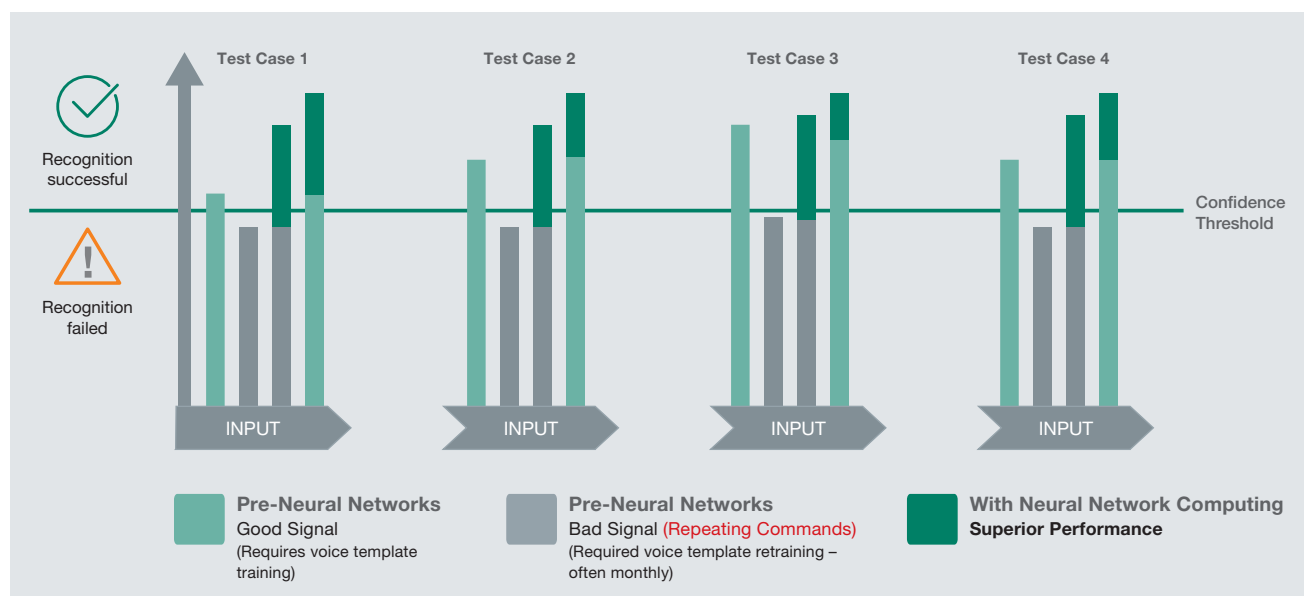 Test Case 1
Test Case 2
Test Case 3
Test Case 4
Recognition
successful
Confidence
Threshold
!
Recognition
failed
INPUT
INPUT
INPUT
INPUT
Pre-Neural Networks
Good Signal
(Requires voice template
training)
Pre-Neural Networks
Bad Signal (Repeating Commands)
(Required voice template retraining –
often monthly)
With Neural Network Computing
Superior Performance